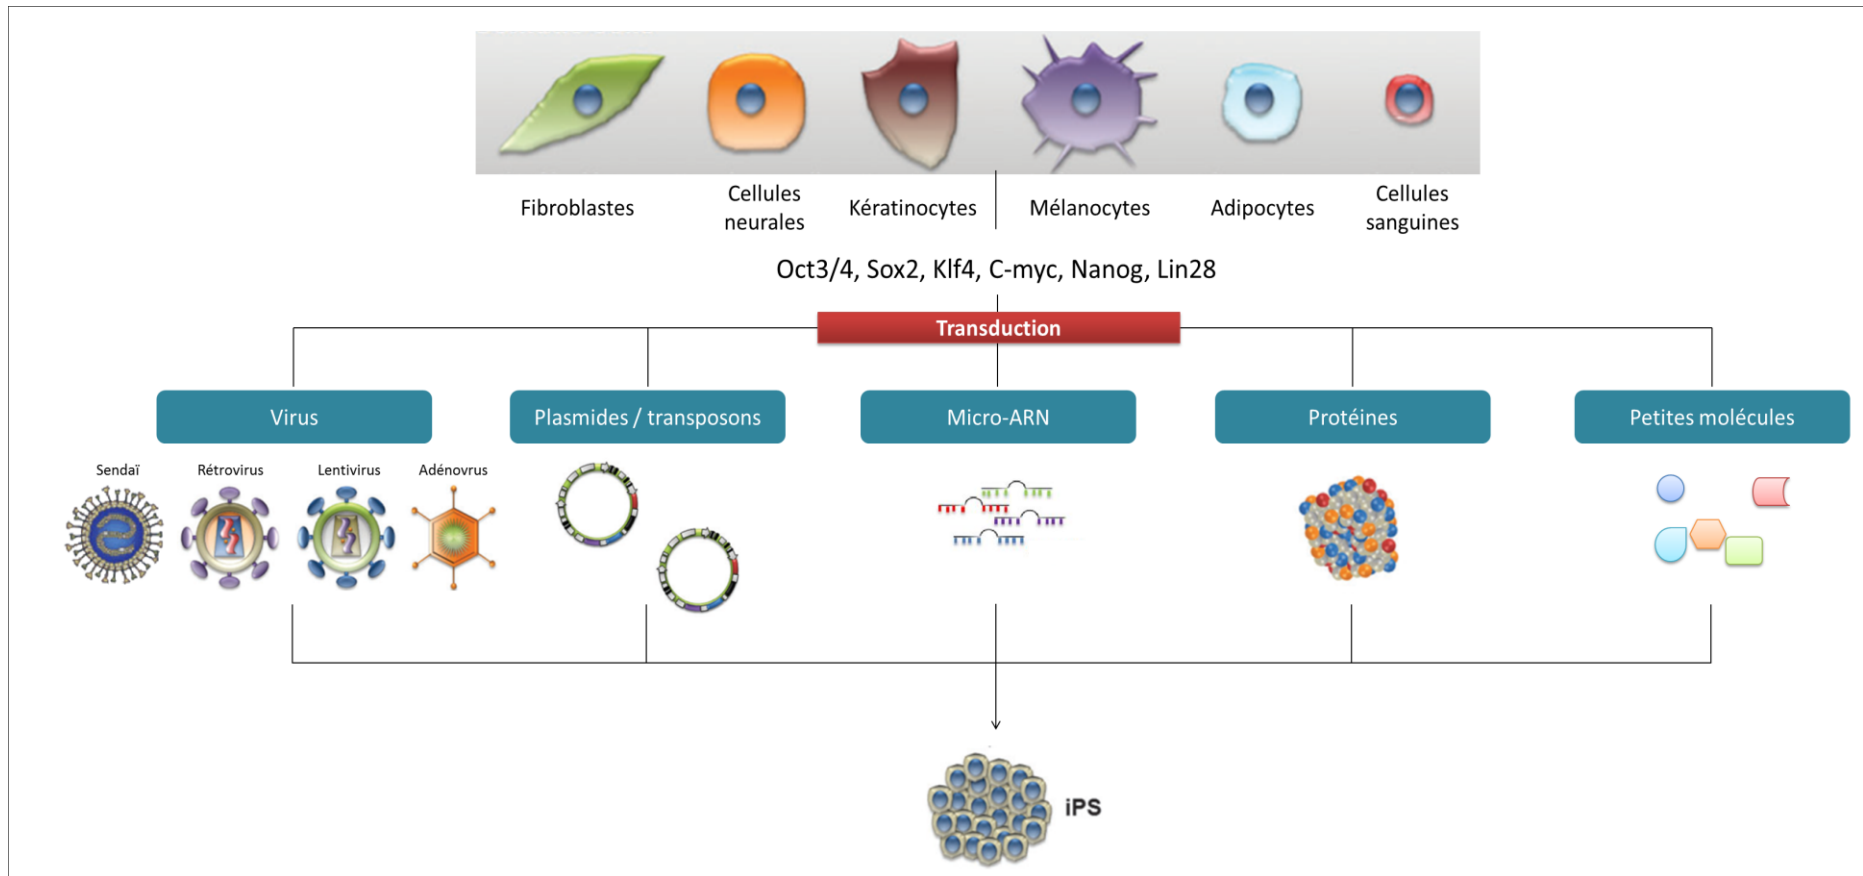 Fibroblastes
Cellules
neurales
Kératinocytes
Mélanocytes
Adipocytes
Cellules
sanguines
Oct3/4, Sox2, Klf4, C-myc, Nanog, Lin28
Transduction
Virus
Plasmides / transposons
Micro-ARN
Protéines
Petites molécules
Sendaï
Rétrovirus
Lentivirus
Adénovrus
iPS